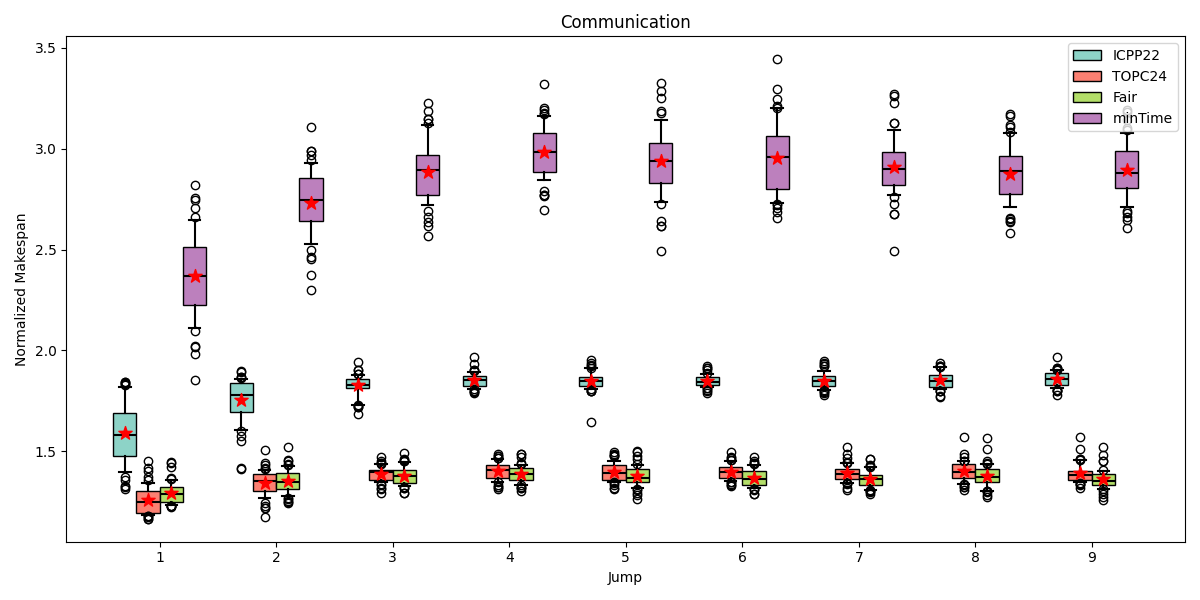 Communication
3.5
3.0
2.5
2.0
1.5
Normalized Makespan
ICPP22
TOPC24
Fair
minTime
1 2 3 4 5 6 7 8 9
Jump